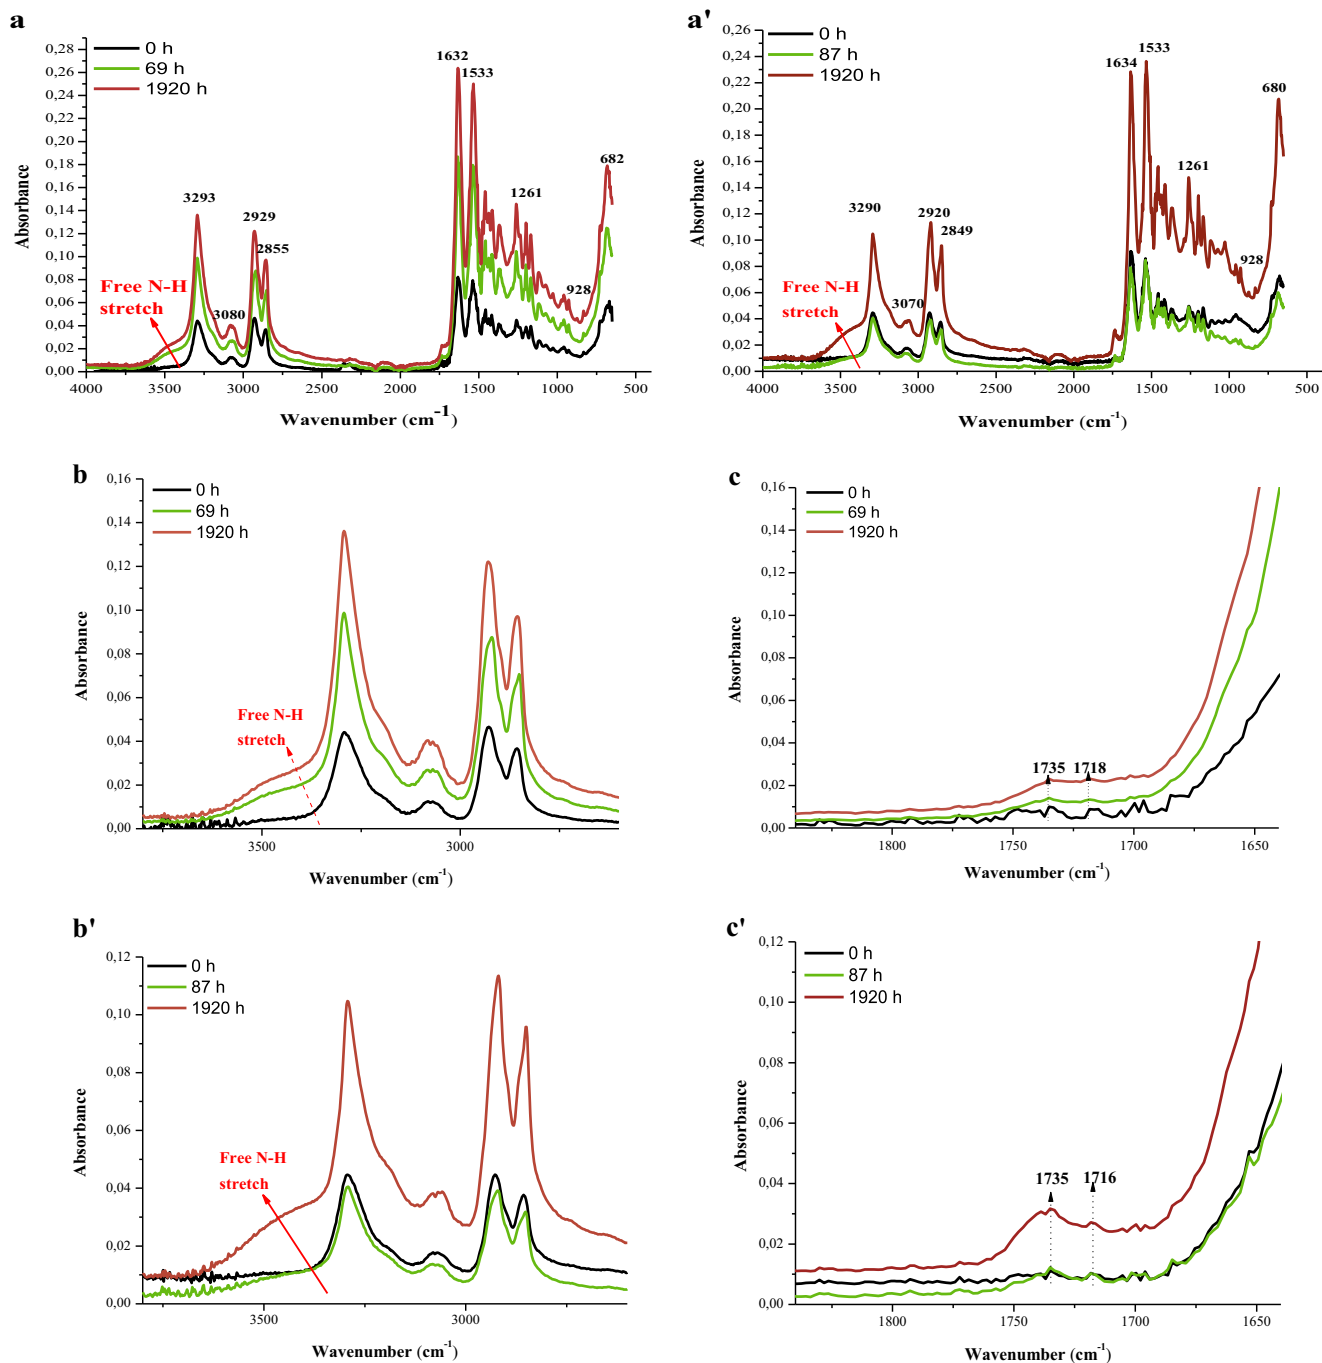 a
0 h
69 h
1920 h
0,28
0,26
0,24
0,22
0,20
0,18
0,16
0,14
0,12
0,10
0,08
0,06
0,04
0,02
0,00
Absorbance
1632
1533
3293
2929
2855
3080
1261
928
682
Free N-H
stretch
4000 3500 3000 2500 2000 1500 1000 500
Wavenumber (cm-1)
a'
0 h
87 h
1920 h
0,26
0,24
0,22
0,20
0,18
0,16
0,14
0,12
0,10
0,08
0,06
0,04
0,02
0,00
Absorbance
1634
1533
680
3290
2920
2849
3070
1261
928
Free N-H
stretch
4000 3500 3000 2500 2000 1500 1000 500
Wavenumber (cm-1)
b
0 h
69 h
1920 h
0,16
0,14
0,12
0,10
0,08
0,06
0,04
0,02
0,00
Absorbance
Free N-H
stretch
3500 3000
Wavenumber (cm-1)
c
0 h
69 h
1920 h
0,16
0,14
0,12
0,10
0,08
0,06
0,04
0,02
0,00
Absorbance
1735 1718
1800 1750 1700 1650
Wavenumber (cm-1)
b'
0 h
87 h
1920 h
0,12
0,10
0,08
0,06
0,04
0,02
0,00
Absorbance
Free N-H
stretch
3500 3000
Wavenumber (cm-1)
c'
0 h
87 h
1920 h
0,12
0,10
0,08
0,06
0,04
0,02
0,00
Absorbance
1735 1716
1800 1750 1700 1650
Wavenumber (cm-1)